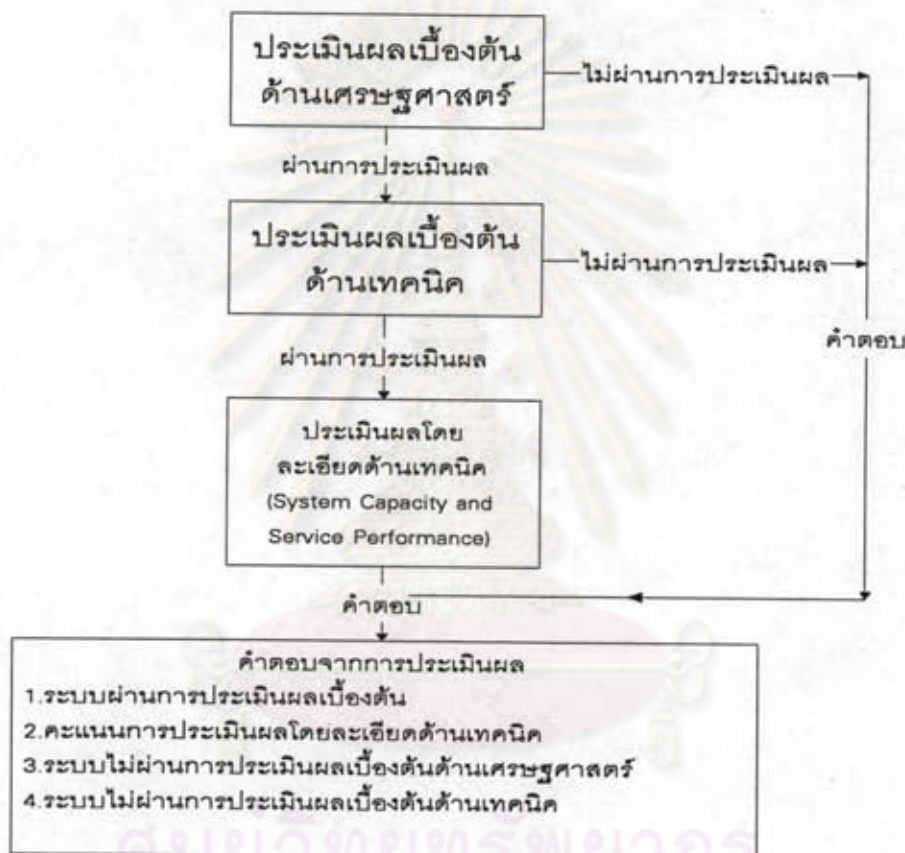 ประเมินผลเบื้องต้น
ด้านเศรษฐศาสตร์
ไม่ผ่านการประเมินผล
ผ่านการประเมินผล
ประเมินผลเบื้องต้น
ด้านเทคนิค
ไม่ผ่านการประเมินผล
คำตอบ
ผ่านการประเมินผล
ประเมินผลโดย
ละเอียดด้านเทคนิค
(System Capacity and
Service Performance)
คำตอบ
คำตอบจากการประเมินผล
1.ระบบผ่านการประเมินผลเบื้องต้น
2.คะแนนการประเมินผลโดยละเอียดด้านเทคนิค
3.ระบบไม่ผ่านการประเมินผลเบื้องต้นด้านเศรษฐศาสตร์
4.ระบบไม่ผ่านการประเมินผลเบื้องต้นด้านเทคนิค
ศูนย์วิทยทรัพยากร